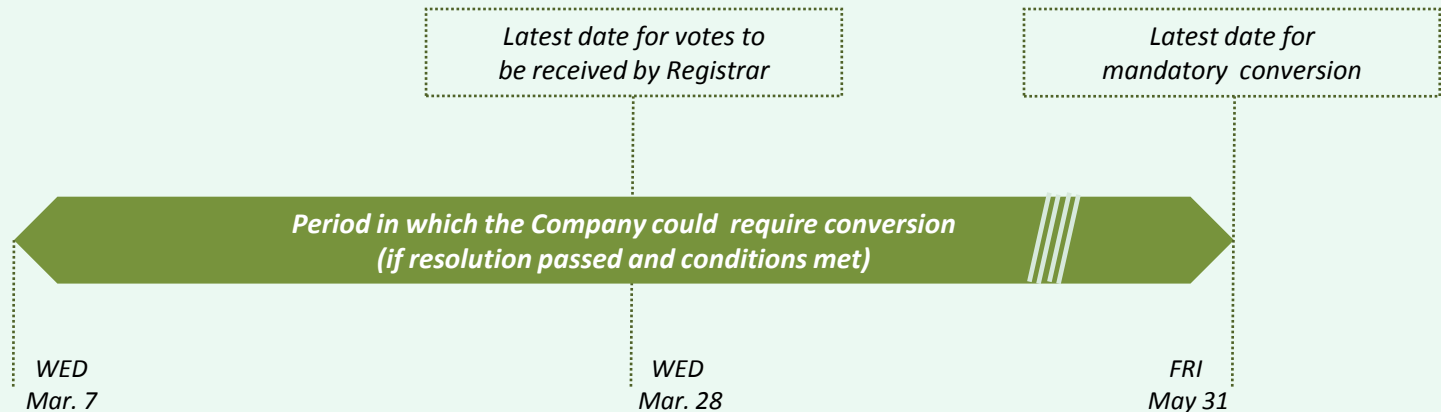 Latest date for votes to
be received by Registrar
Latest date for
mandatory conversion
Period in which the Company could require conversion
(if resolution passed and conditions met)
WED
Mar. 7
WED
Mar. 28
FRI
May 31